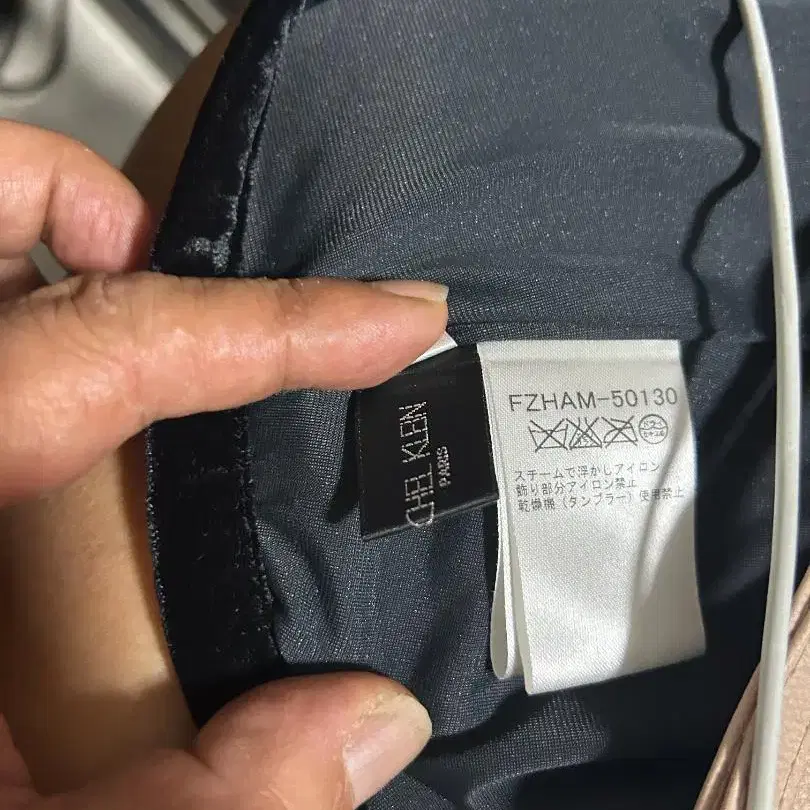 CHEL KLEIN
PARIS
FZHAM-50130
スチームで浮かしアイロン
飾り部分アイロン禁止
乾燥機(タンブラー)使用禁止